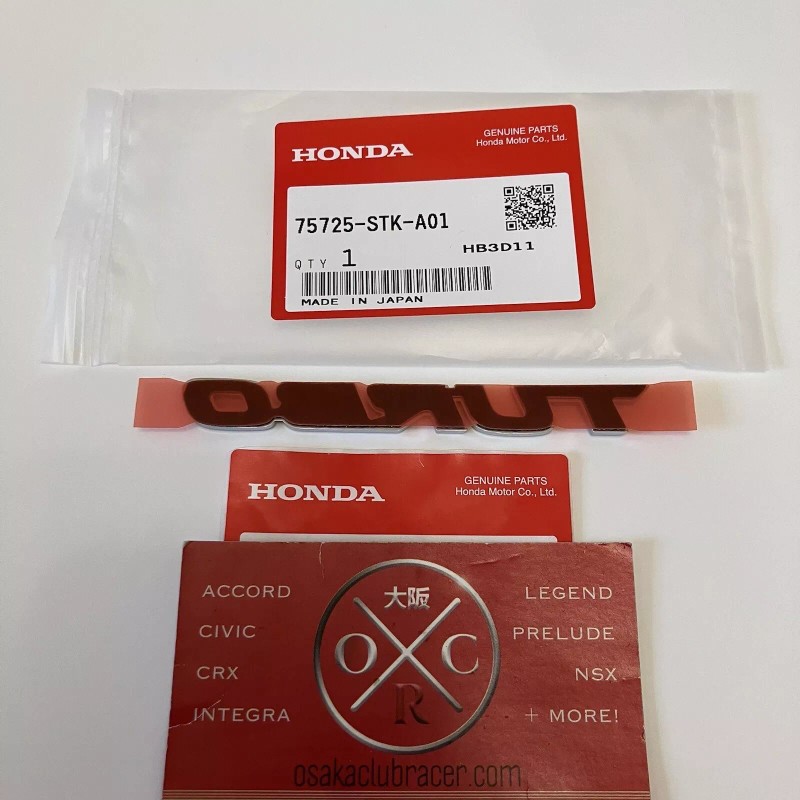 HONDA
GENUINE PARTS
Honda Motor Co., Ltd.
75725-STK-A01
HB3D11
QTY 1
MADE IN JAPAN
TURBO
HONDA
GENUINE PARTS
Honda Motor Co., Ltd.
ACCORD
CIVIC
CRX
INTEGRA
大阪
O C
R
LEGEND
PRELUDE
NSX
+ MORE!
osakaclubracer.com